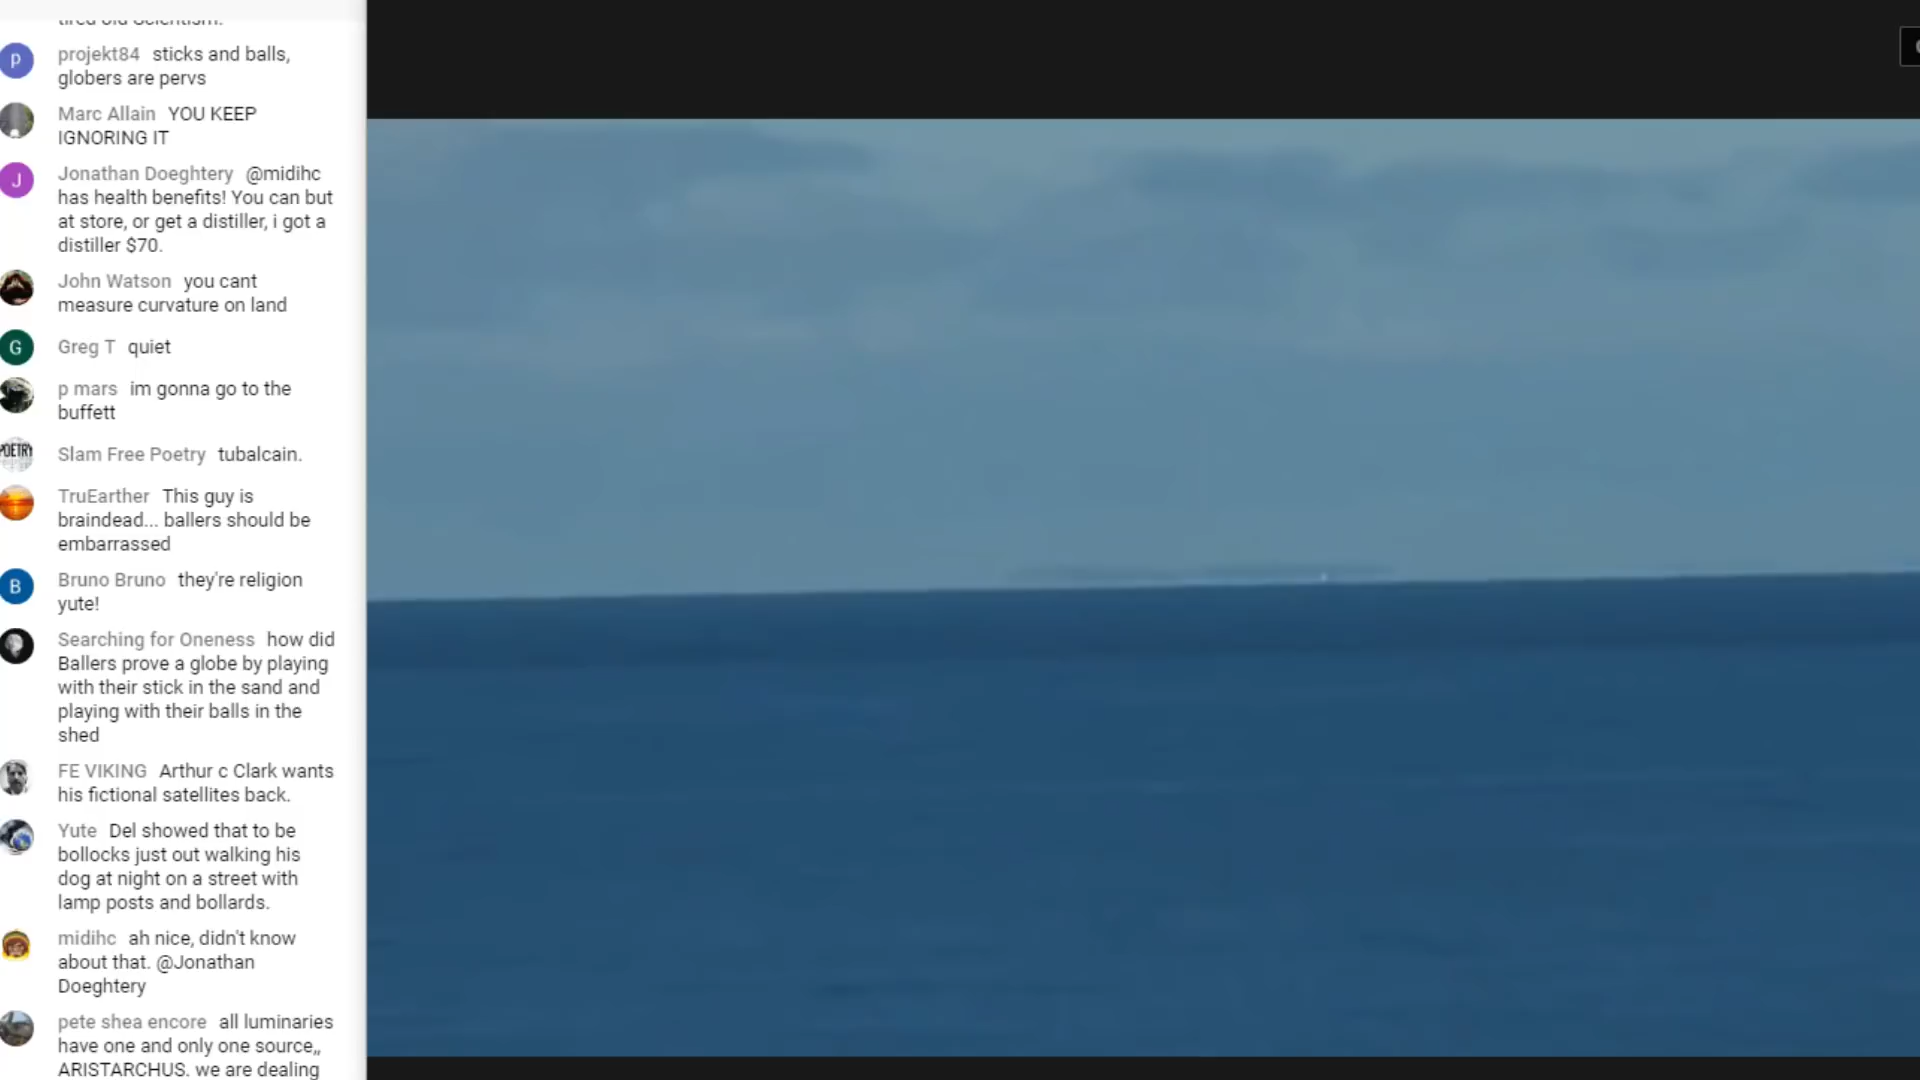 tired old Scientism.
P
projekt84 sticks and balls,
globers are pervs
Marc Allain YOU KEEP
IGNORING IT
J
Jonathan Doeghtery @midihc
has health benefits! You can but
at store, or get a distiller, i got a
distiller $70.
John Watson you cant
measure curvature on land
G
Greg T quiet
p mars im gonna go to the
buffett
POETRY
Slam Free Poetry tubalcain.
TruEarther This guy is
braindead... ballers should be
embarrassed
B
Bruno Bruno they're religion
yute!
Searching for Oneness how did
Ballers prove a globe by playing
with their stick in the sand and
playing with their balls in the
shed
FE VIKING Arthur c Clark wants
his fictional satellites back.
Yute Del showed that to be
bollocks just out walking his
dog at night on a street with
lamp posts and bollards.
midihc ah nice, didn't know
about that. @Jonathan
Doeghtery
pete shea encore all luminaries
have one and only one source,,
ARISTARCHUS. we are dealing